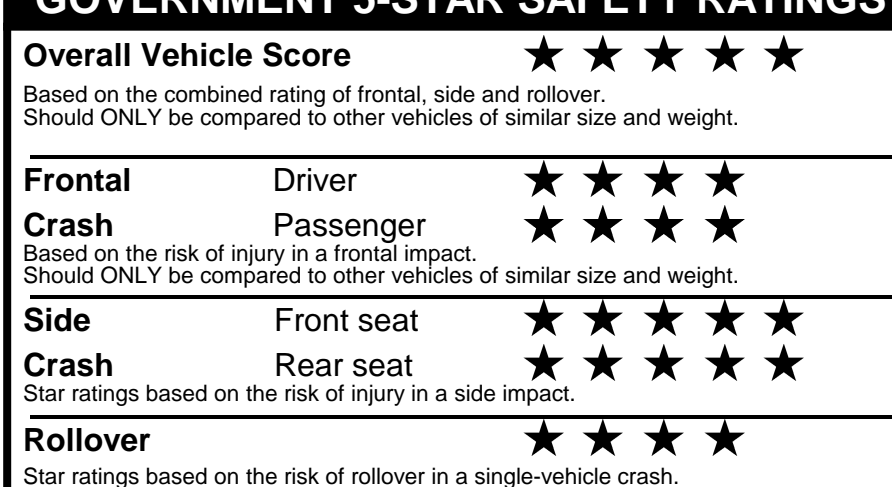 GOVERNMENT 5-STAR SAFETY RATINGS
Overall Vehicle Score ★ ★ ★ ★ ★
Based on the combined rating of frontal, side and rollover.
Should ONLY be compared to other vehicles of similar size and weight.
Frontal Driver ★ ★ ★ ★
Crash Passenger ★ ★ ★ ★
Based on the risk of injury in a frontal impact.
Should ONLY be compared to other vehicles of similar size and weight.
Side Front seat ★ ★ ★ ★ ★
Crash Rear seat ★ ★ ★ ★ ★
Star ratings based on the risk of injury in a side impact.
Rollover ★ ★ ★ ★
Star ratings based on the risk of rollover in a single-vehicle crash.